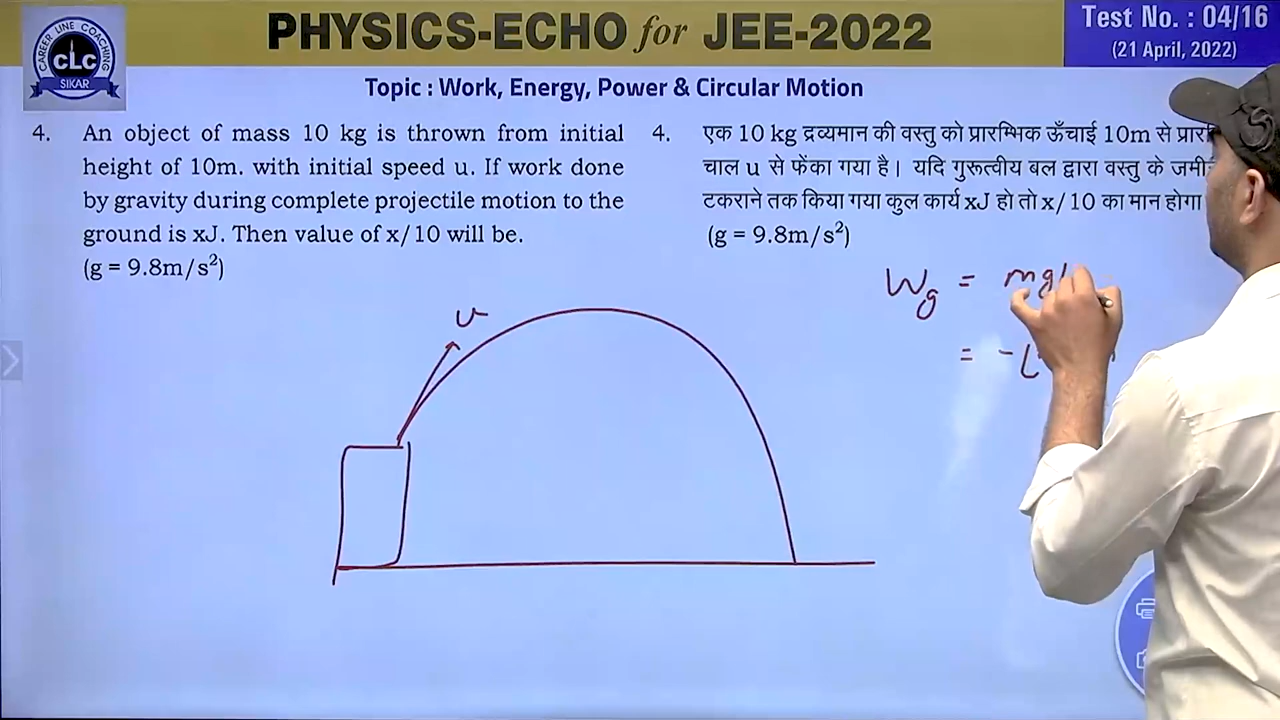 PHYSICS-ECHO for JEE-2022
Test No. : 04/16
(21 April, 2022)
CAREER LINE COACHING
CLC
SIKAR
Topic : Work, Energy, Power & Circular Motion
4. An object of mass 10 kg is thrown from initial
height of 10m. with initial speed u. If work done
by gravity during complete projectile motion to the
ground is xJ. Then value of x/10 will be.
(g = 9.8m/s²)
4. एक 10 kg द्रव्यमान की वस्तु को प्रारम्भिक ऊँचाई 10m से
चाल u से फेंका गया है। यदि गुरूत्वीय बल द्वारा वस्तु के
टकराने तक किया गया कुल कार्य xJ हो तो x/10 का मान होगा
(g = 9.8m/s²)
Wg = mg
= -
u